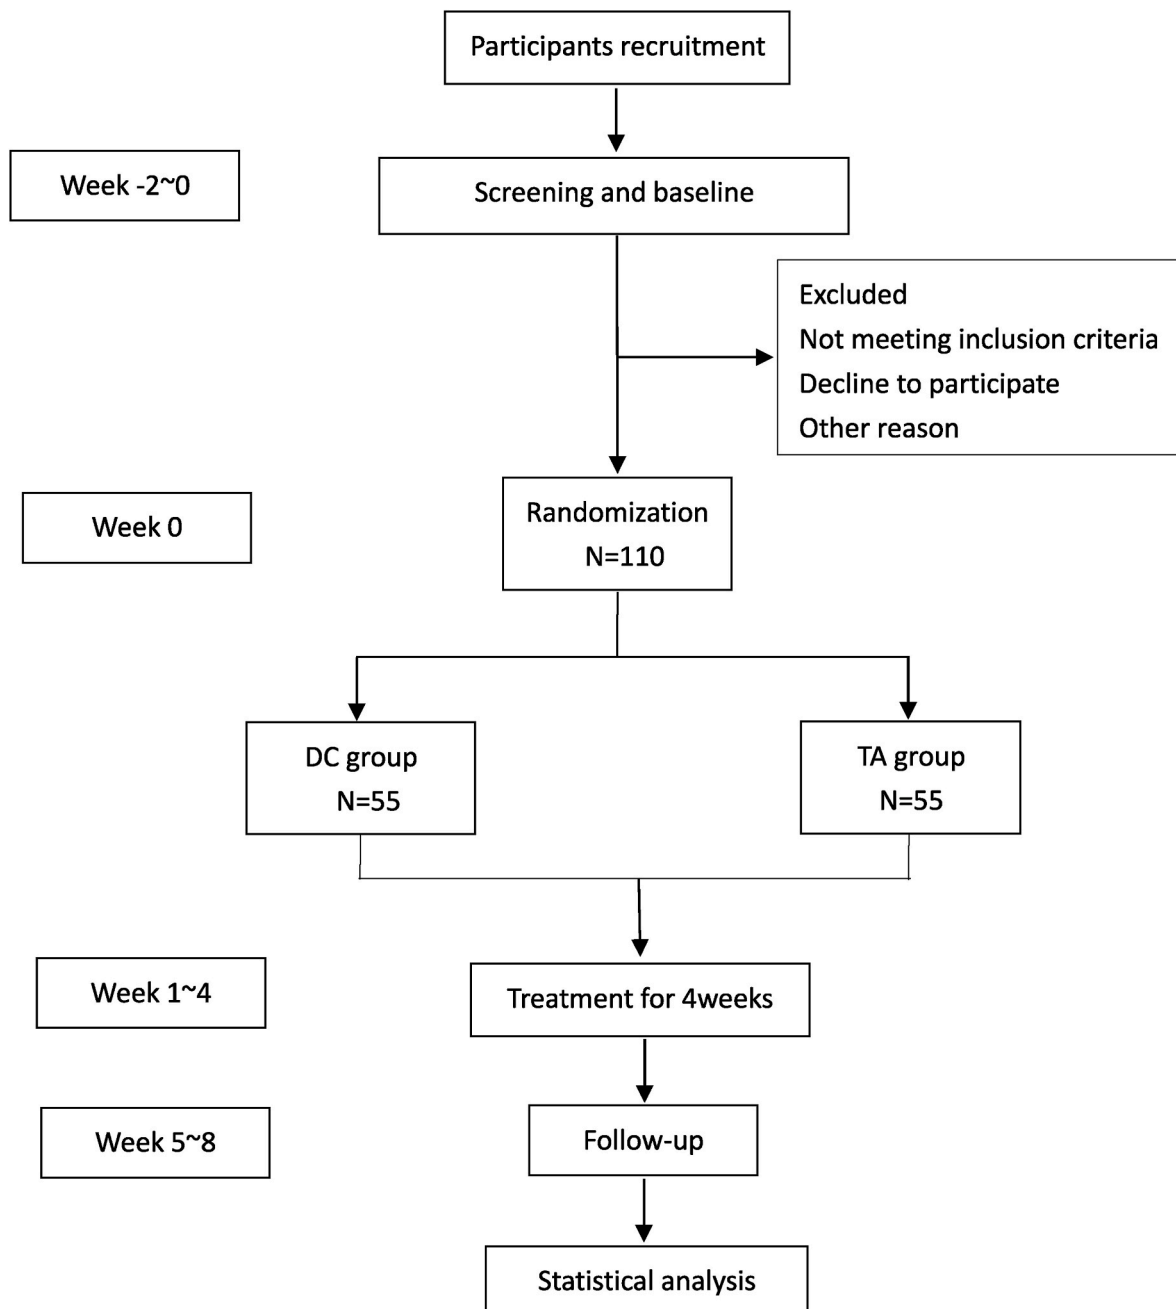 Participants recruitment
Week -2~0
Screening and baseline
Excluded
Not meeting inclusion criteria
Decline to participate
Other reason
Week 0
Randomization
N=110
DC group
N=55
TA group
N=55
Week 1~4
Treatment for 4weeks
Week 5~8
Follow-up
Statistical analysis